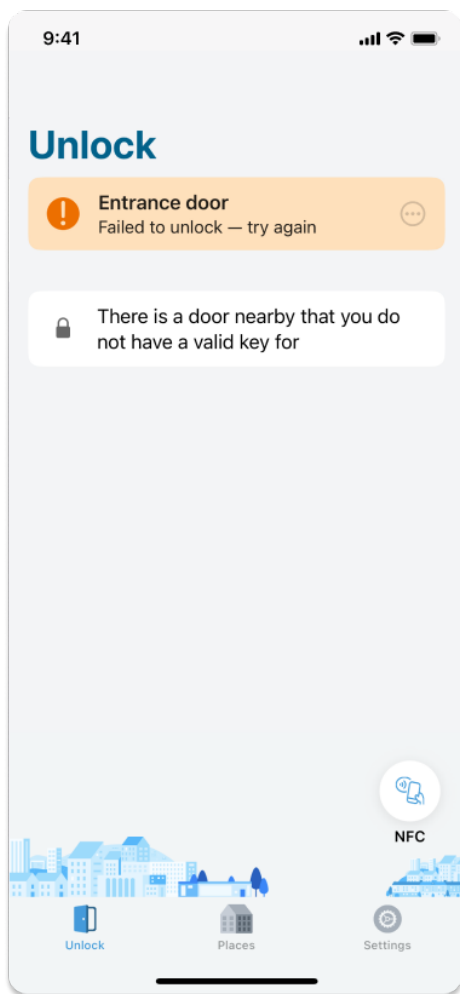 9:41
Unlock
Entrance door
Failed to unlock — try again
There is a door nearby that you do
not have a valid key for
NFC
Unlock
Places
Settings